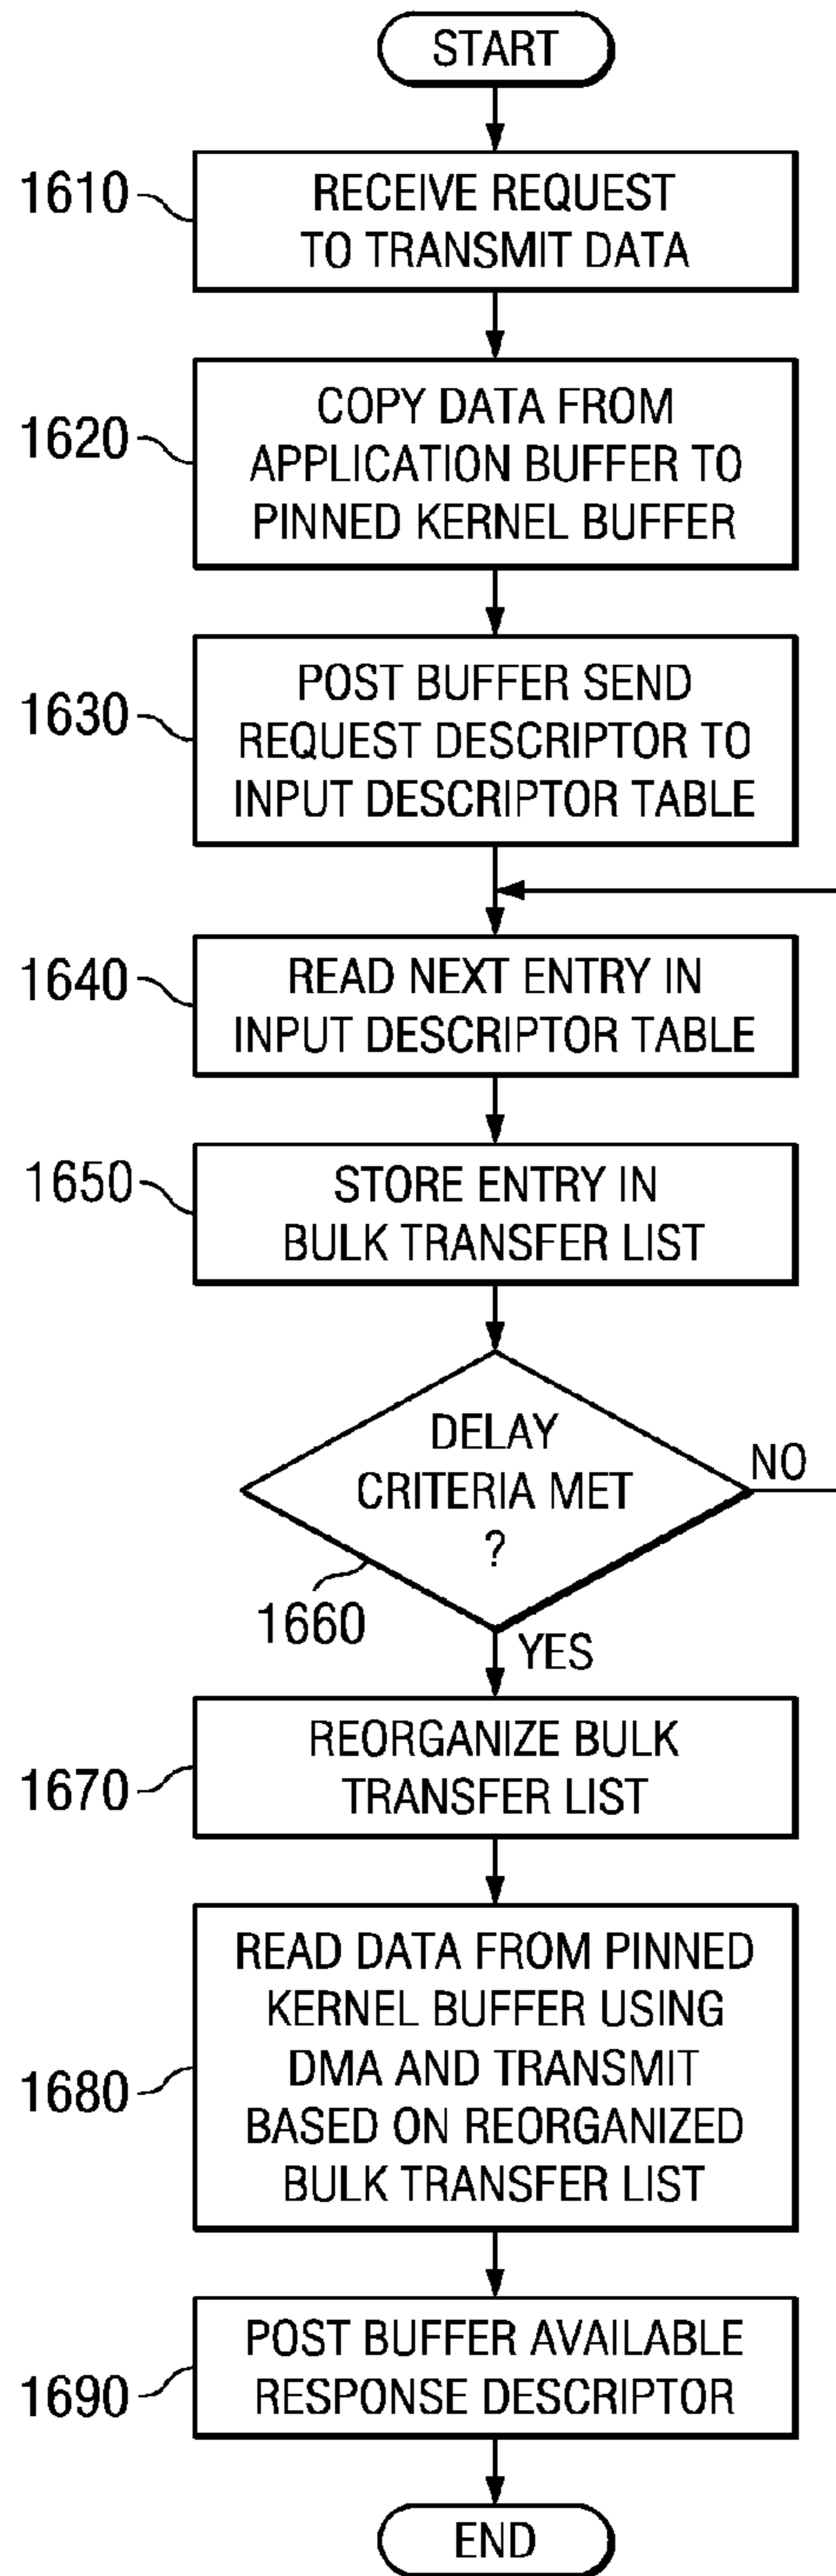 START
1610
RECEIVE REQUEST
TO TRANSMIT DATA
1620
COPY DATA FROM
APPLICATION BUFFER TO
PINNED KERNEL BUFFER
1630
POST BUFFER SEND
REQUEST DESCRIPTOR TO
INPUT DESCRIPTOR TABLE
1640
READ NEXT ENTRY IN
INPUT DESCRIPTOR TABLE
1650
STORE ENTRY IN
BULK TRANSFER LIST
DELAY
CRITERIA MET
?
NO
1660
YES
1670
REORGANIZE BULK
TRANSFER LIST
1680
READ DATA FROM PINNED
KERNEL BUFFER USING
DMA AND TRANSMIT
BASED ON REORGANIZED
BULK TRANSFER LIST
1690
POST BUFFER AVAILABLE
RESPONSE DESCRIPTOR
END